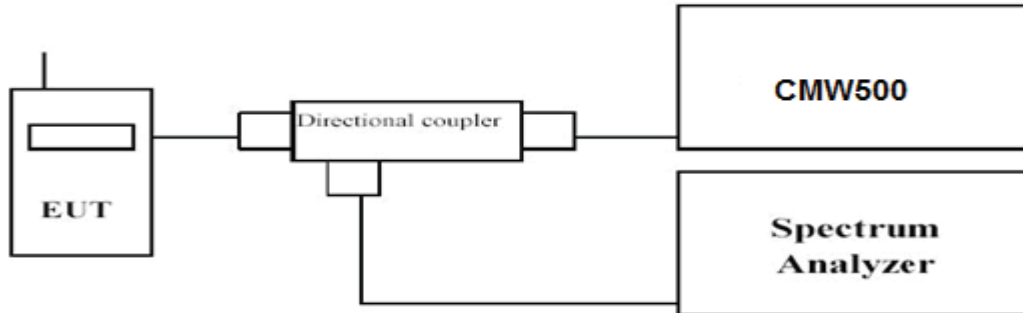 CMW500
Directional coupler
EUT
Spectrum
Analyzer